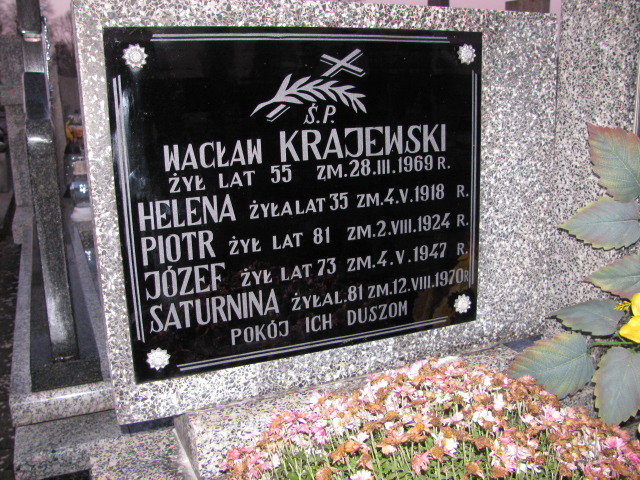 Ś.P.
WACŁAW KRAJEWSKI
ŻYŁ LAT 55 ZM.28.III.1969 R.
HELENA ŻYŁA LAT 35 ZM.4.V.1918 R.
PIOTR ŻYŁ LAT 81 ZM.2.VIII.1924 R.
JÓZEF ŻYŁ LAT 73 ZM.4.V.1947 R.
SATURNINA ŻYŁA L.81 ZM.12.VIII.1970R
POKÓJ ICH DUSZOM